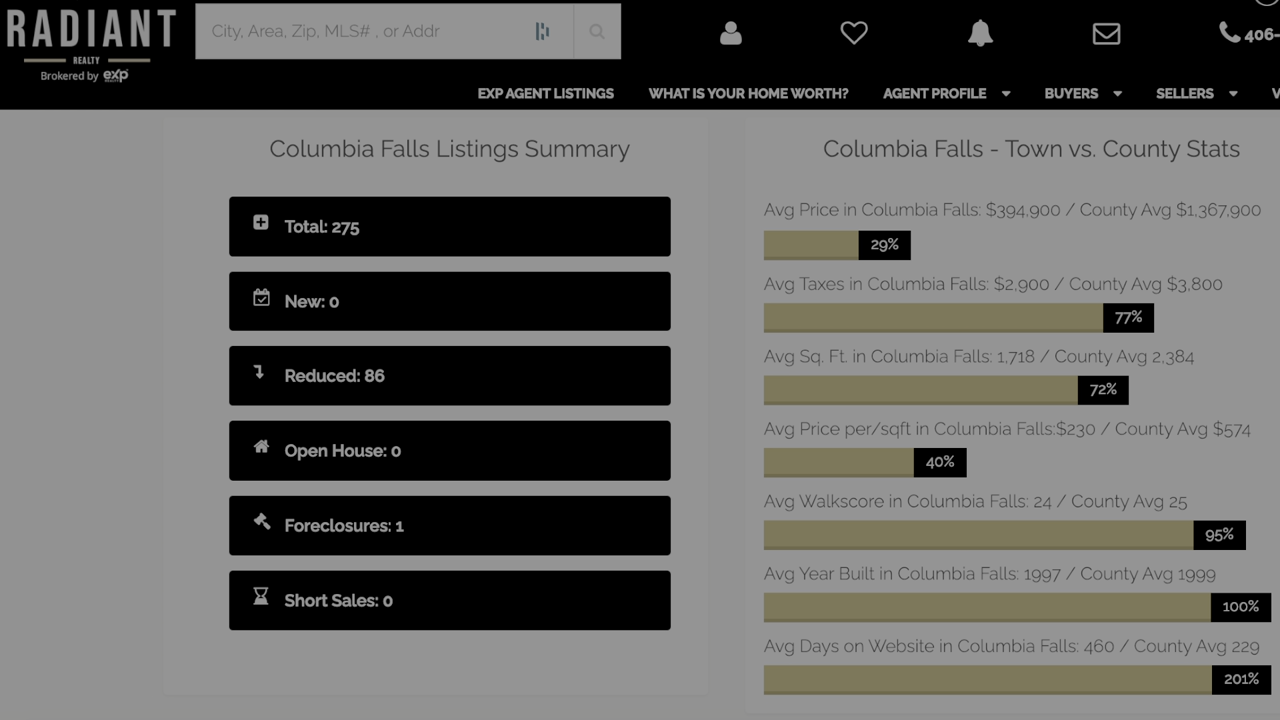 RADIANT
REALTY
Brokered by exp
REALTY
City, Area, Zip, MLS# , or Addr
406-
EXP AGENT LISTINGS
WHAT IS YOUR HOME WORTH?
AGENT PROFILE
BUYERS
SELLERS
V
Columbia Falls Listings Summary
Total: 275
New: 0
Reduced: 86
Open House: 0
Foreclosures: 1
Short Sales: 0
Columbia Falls - Town vs. County Stats
Avg Price in Columbia Falls: $394,900 / County Avg $1,367,900
29%
Avg Taxes in Columbia Falls: $2,900 / County Avg $3,800
77%
Avg Sq. Ft. in Columbia Falls: 1,718 / County Avg 2,384
72%
Avg Price per/sqft in Columbia Falls:$230 / County Avg $574
40%
Avg Walkscore in Columbia Falls: 24 / County Avg 25
95%
Avg Year Built in Columbia Falls: 1997 / County Avg 1999
100%
Avg Days on Website in Columbia Falls: 460 / County Avg 229
201%